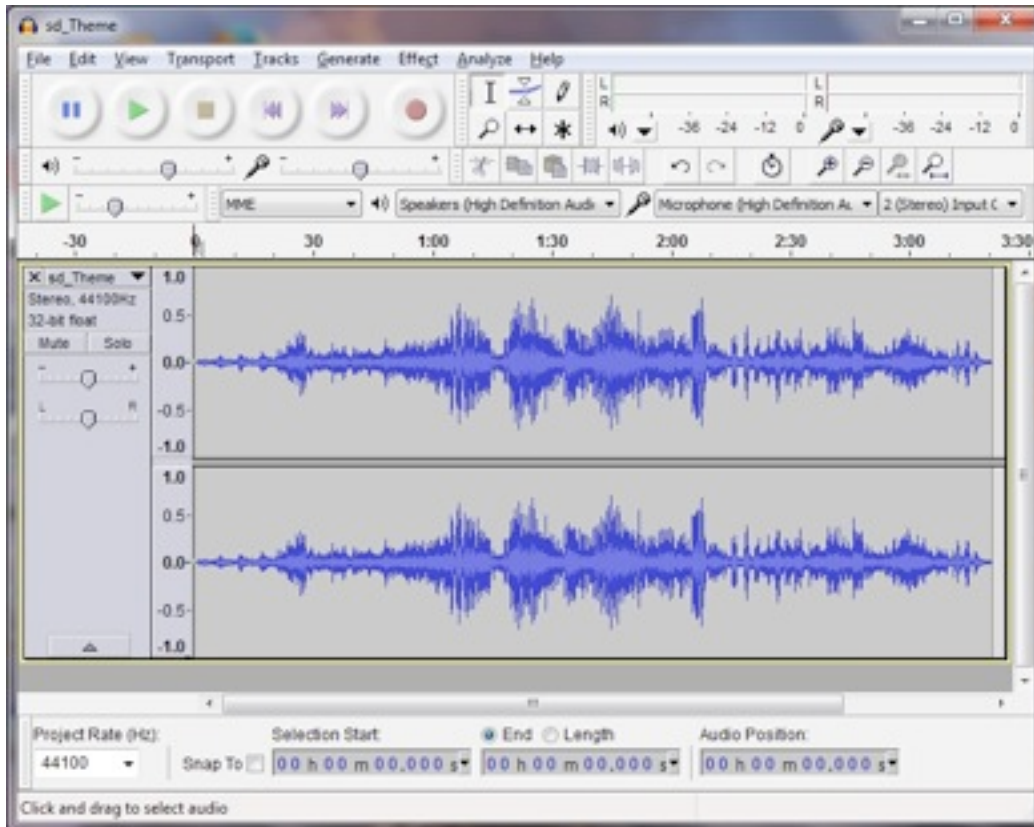 sd_Theme
File Edit View Transport Tracks Generate Effect Analyze Help
L
R
-36 -24 -12 0
L
R
-36 -24 -12 0
MME
Speakers (High Definition Audi
Microphone (High Definition Au
2 (Stereo) Input C
-30 0 30 1:00 1:30 2:00 2:30 3:00 3:30
sd_Theme
Stereo, 44100Hz
32-bit float
Mute Solo
- +
L R
1.0
0.5
0.0
-0.5
-1.0
1.0
0.5
0.0
-0.5
-1.0
Project Rate (Hz): Selection Start: End Length Audio Position:
44100 Snap To 00 h 00 m 00.000 s 00 h 00 m 00.000 s 00 h 00 m 00.000 s
Click and drag to select audio